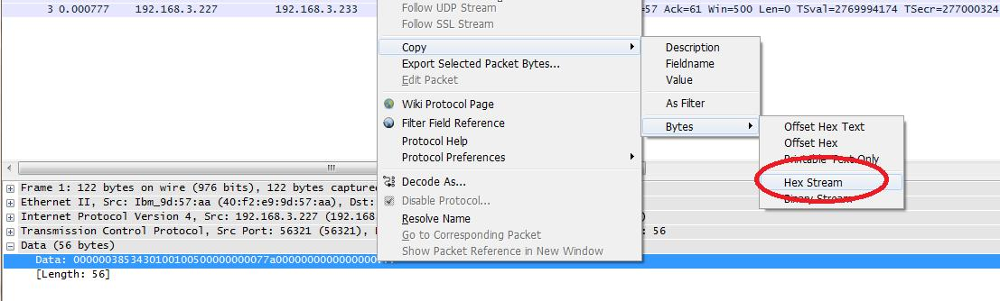 3 0.000777 192.168.3.227 192.168.3.233 =57 Ack=61 Win=500 Len=0 TSval=2769994174 TSecr=277000324
Follow UDP Stream
Follow SSL Stream
Copy
Export Selected Packet Bytes...
Edit Packet
Wiki Protocol Page
Filter Field Reference
Protocol Help
Protocol Preferences
Decode As...
Disable Protocol...
Resolve Name
Go to Corresponding Packet
Show Packet Reference in New Window
Description
Fieldname
Value
As Filter
Bytes
Offset Hex Text
Offset Hex
Printable Text Only
Hex Stream
Binary Stream
Frame 1: 122 bytes on wire (976 bits), 122 bytes captured
Ethernet II, Src: Ibm_9d:57:aa (40:f2:e9:9d:57:aa), Dst:
Internet Protocol Version 4, Src: 192.168.3.227 (192.168 )
Transmission Control Protocol, Src Port: 56321 (56321), 56
Data (56 bytes)
Data:
[Length: 56]